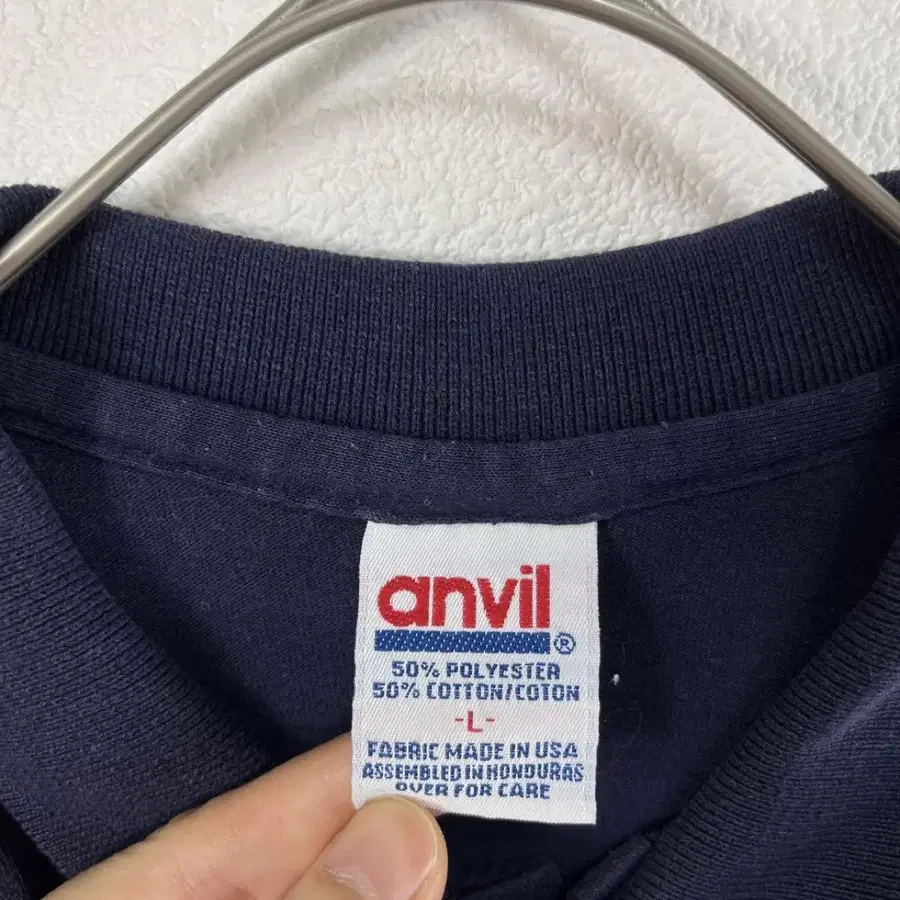 anvil
®
50% POLYESTER
50% COTTON/COTON
-L-
FABRIC MADE IN USA
ASSEMBLED IN HONDURAS
OVER FOR CARE